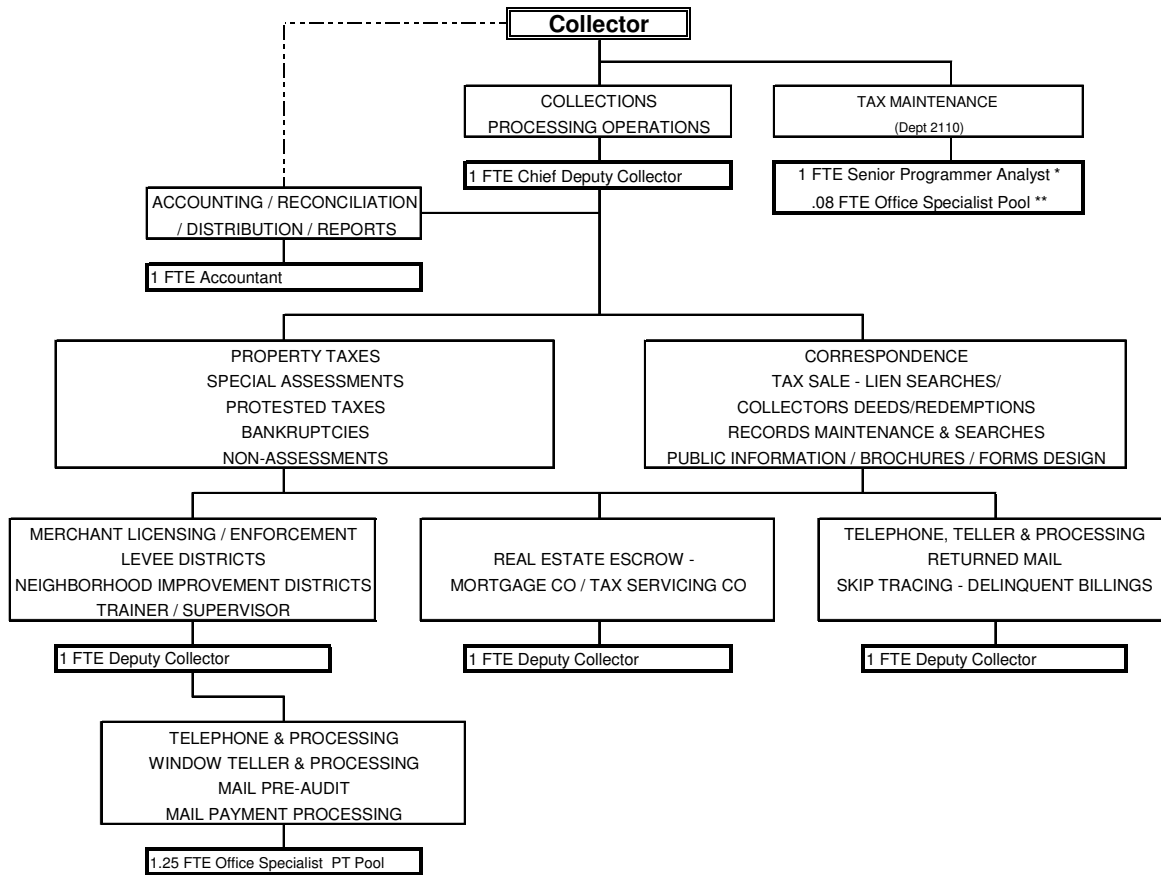 Collector
COLLECTIONS
PROCESSING OPERATIONS
TAX MAINTENANCE
(Dept 2110)
1 FTE Chief Deputy Collector
1 FTE Senior Programmer Analyst *
.08 FTE Office Specialist Pool **
ACCOUNTING / RECONCILIATION
/ DISTRIBUTION / REPORTS
1 FTE Accountant
PROPERTY TAXES
SPECIAL ASSESSMENTS
PROTESTED TAXES
BANKRUPTCIES
NON-ASSESSMENTS
CORRESPONDENCE
TAX SALE - LIEN SEARCHES/
COLLECTORS DEEDS/REDEMPTIONS
RECORDS MAINTENANCE & SEARCHES
PUBLIC INFORMATION / BROCHURES / FORMS DESIGN
MERCHANT LICENSING / ENFORCEMENT
LEVEE DISTRICTS
NEIGHBORHOOD IMPROVEMENT DISTRICTS
TRAINER / SUPERVISOR
REAL ESTATE ESCROW -
MORTGAGE CO / TAX SERVICING CO
TELEPHONE, TELLER & PROCESSING
RETURNED MAIL
SKIP TRACING - DELINQUENT BILLINGS
1 FTE Deputy Collector
1 FTE Deputy Collector
1 FTE Deputy Collector
TELEPHONE & PROCESSING
WINDOW TELLER & PROCESSING
MAIL PRE-AUDIT
MAIL PAYMENT PROCESSING
1.25 FTE Office Specialist PT Pool